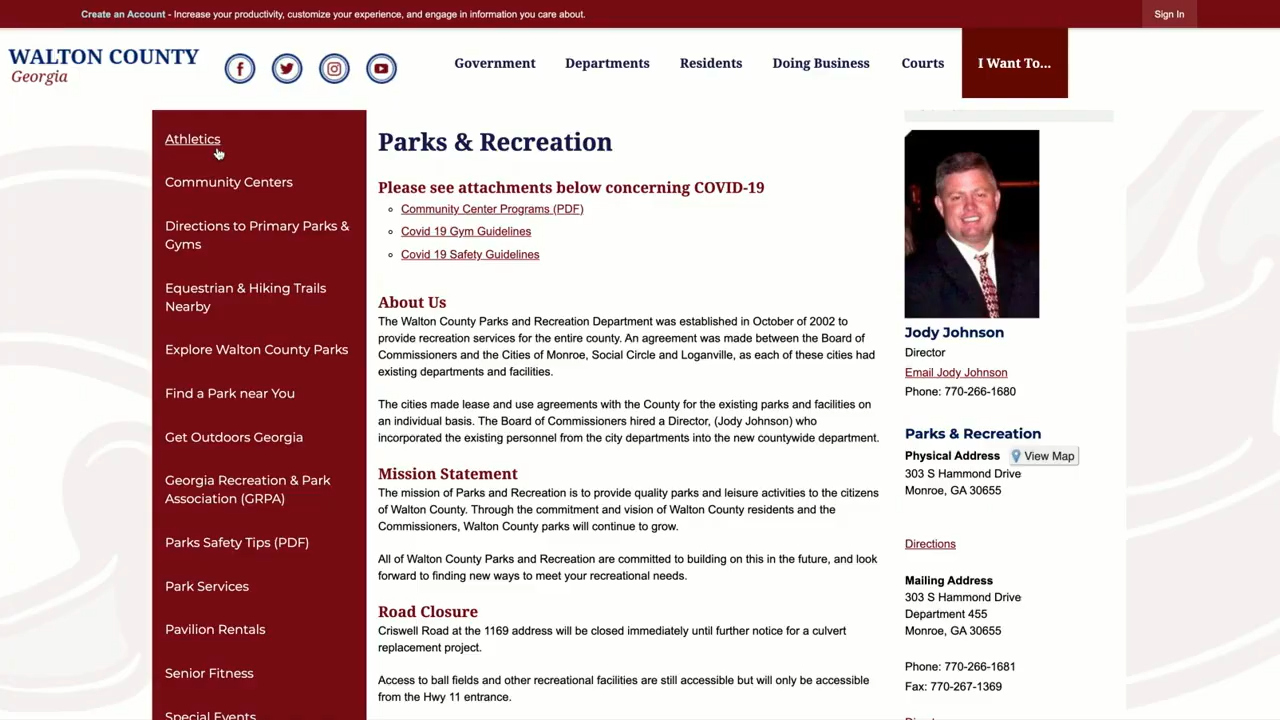 Create an Account - Increase your productivity, customize your experience, and engage in information you care about.
Sign In
WALTON COUNTY
Georgia
Government
Departments
Residents
Doing Business
Courts
I Want To...
Athletics
Community Centers
Directions to Primary Parks &
Gyms
Equestrian & Hiking Trails
Nearby
Explore Walton County Parks
Find a Park near You
Get Outdoors Georgia
Georgia Recreation & Park
Association (GRPA)
Parks Safety Tips (PDF)
Park Services
Pavilion Rentals
Senior Fitness
Special Events
Parks & Recreation
Please see attachments below concerning COVID-19
Community Center Programs (PDF)
Covid 19 Gym Guidelines
Covid 19 Safety Guidelines
About Us
The Walton County Parks and Recreation Department was established in October of 2002 to
provide recreation services for the entire county. An agreement was made between the Board of
Commissioners and the Cities of Monroe, Social Circle and Loganville, as each of these cities had
existing departments and facilities.
The cities made lease and use agreements with the County for the existing parks and facilities on
an individual basis. The Board of Commissioners hired a Director, (Jody Johnson) who
incorporated the existing personnel from the city departments into the new countywide department.
Mission Statement
The mission of Parks and Recreation is to provide quality parks and leisure activities to the citizens
of Walton County. Through the commitment and vision of Walton County residents and the
Commissioners, Walton County parks will continue to grow.
All of Walton County Parks and Recreation are committed to building on this in the future, and look
forward to finding new ways to meet your recreational needs.
Road Closure
Criswell Road at the 1169 address will be closed immediately until further notice for a culvert
replacement project.
Access to ball fields and other recreational facilities are still accessible but will only be accessible
from the Hwy 11 entrance.
Jody Johnson
Director
Email Jody Johnson
Phone: 770-266-1680
Parks & Recreation
Physical Address View Map
303 S Hammond Drive
Monroe, GA 30655
Directions
Mailing Address
303 S Hammond Drive
Department 455
Monroe, GA 30655
Phone: 770-266-1681
Fax: 770-267-1369